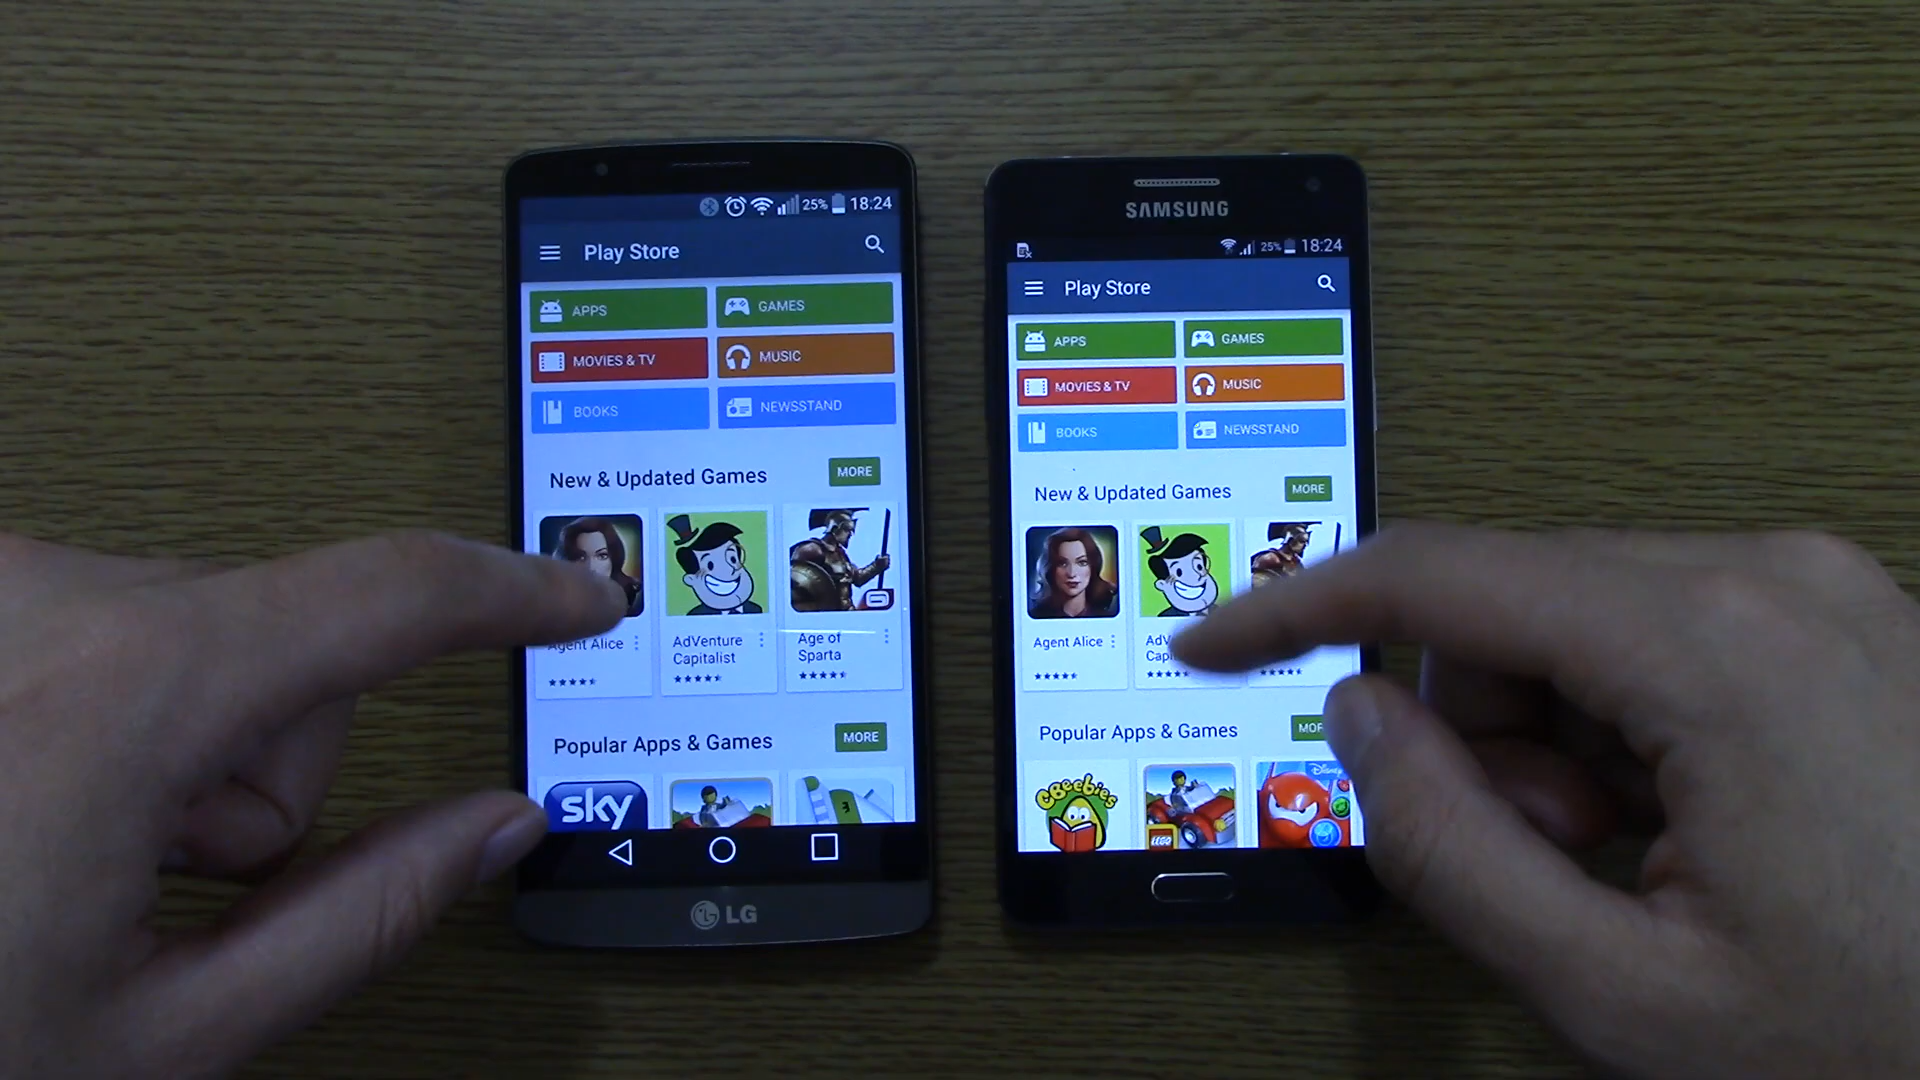 25% 18:24
Play Store
APPS
GAMES
MOVIES & TV
MUSIC
BOOKS
NEWSSTAND
New & Updated Games
MORE
Agent Alice
AdVenture
Capitalist
Age of
Sparta
Popular Apps & Games
MORE
sky
LG
SAMSUNG
25% 18:24
Play Store
APPS
GAMES
MOVIES & TV
MUSIC
BOOKS
NEWSSTAND
New & Updated Games
MORE
Agent Alice
Popular Apps & Games
CBeebies
LEGO
Disney